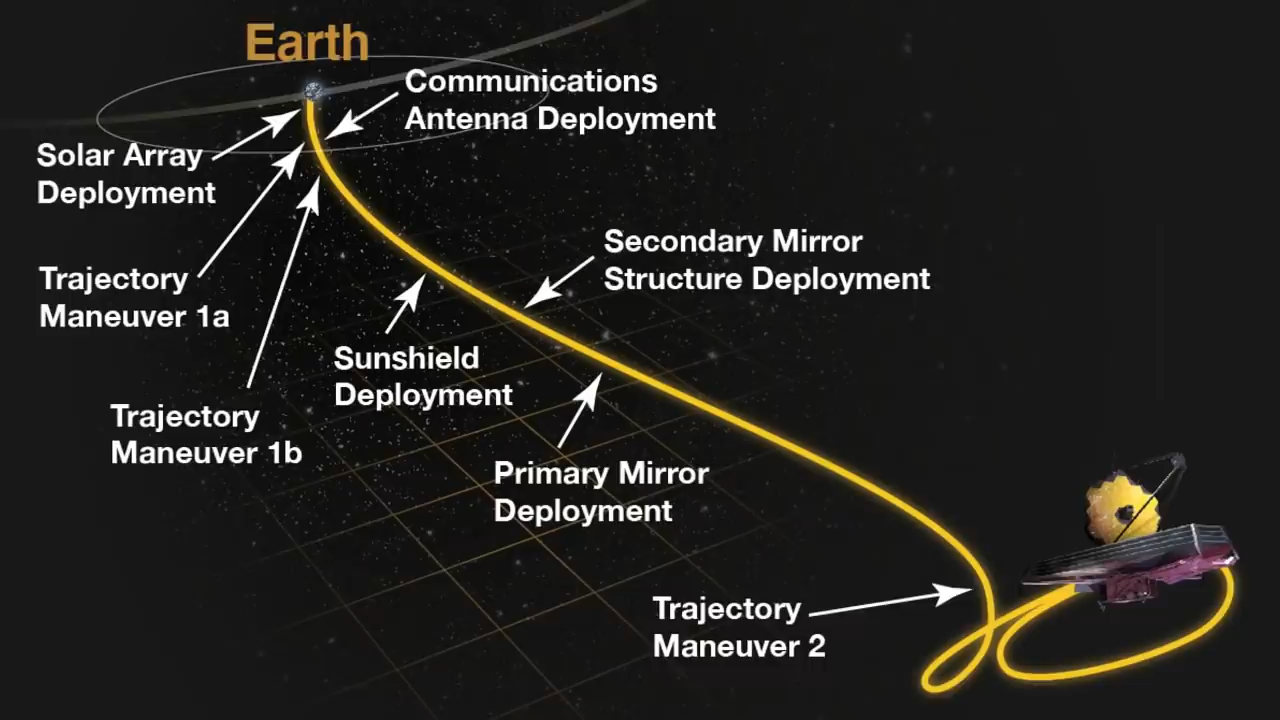 Earth
Communications
Antenna Deployment
Solar Array
Deployment
Trajectory
Maneuver 1a
Trajectory
Maneuver 1b
Secondary Mirror
Structure Deployment
Sunshield
Deployment
Primary Mirror
Deployment
Trajectory
Maneuver 2